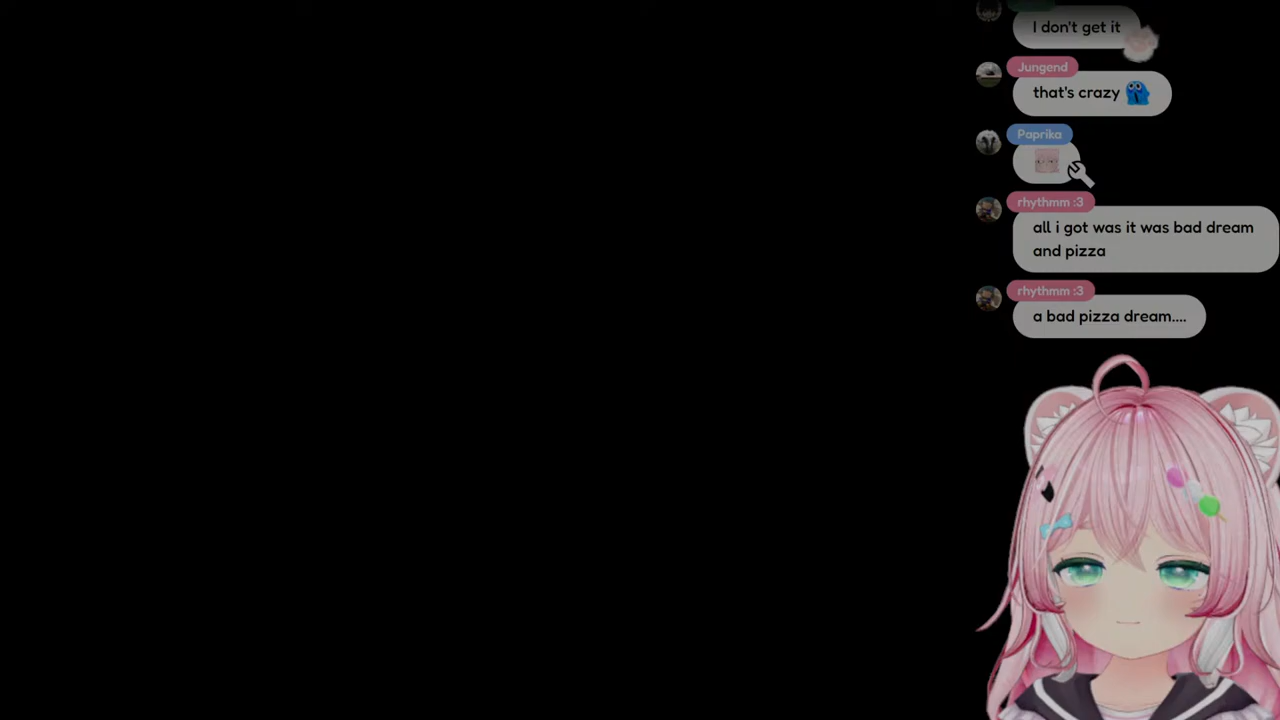 I don't get it
Jungend
that's crazy
Paprika
rhythmm :3
all i got was it was bad dream
and pizza
rhythmm :3
a bad pizza dream....